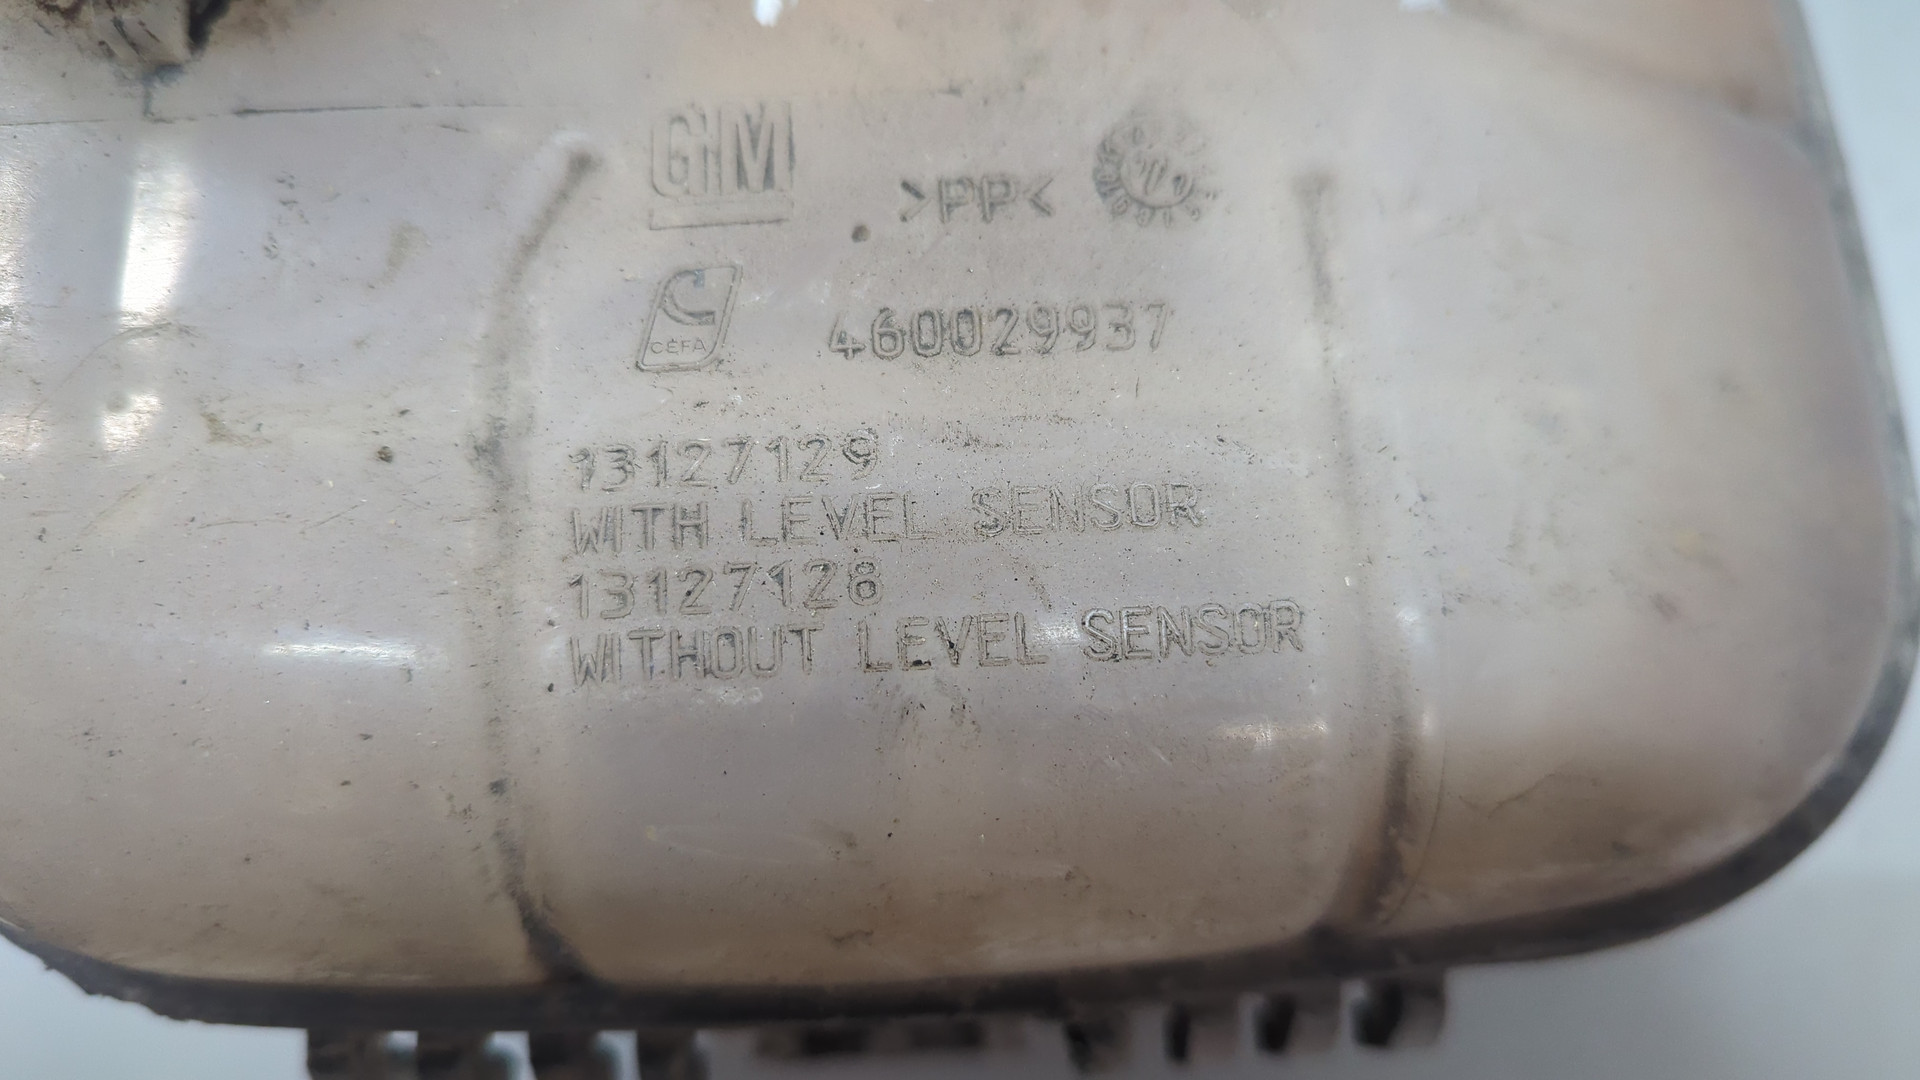 GM
>PP<
CEFA
460029937
13127129
WITH LEVEL SENSOR
13127128
WITHOUT LEVEL SENSOR